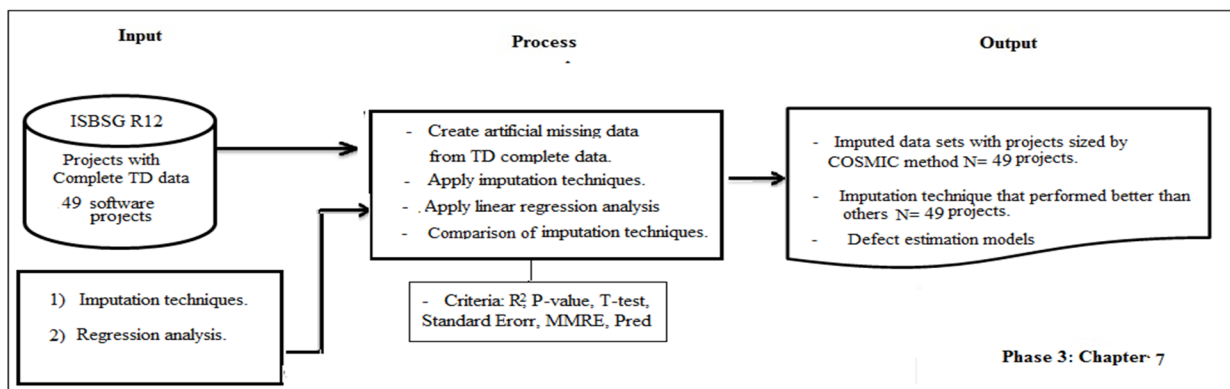 Input
Process
Output
ISBSG R12
Projects with
Complete TD data
49 software
projects
1) Imputation techniques.
2) Regression analysis.
- Create artificial missing data
from TD complete data.
- Apply imputation techniques.
- Apply linear regression analysis
- Comparison of imputation techniques.
- Criteria: R², P-value, T-test,
Standard Erorr, MMRE, Pred
- Imputed data sets with projects sized by
COSMIC method N= 49 projects.
- Imputation technique that performed better than
others N= 49 projects.
- Defect estimation models
Phase 3: Chapter 7